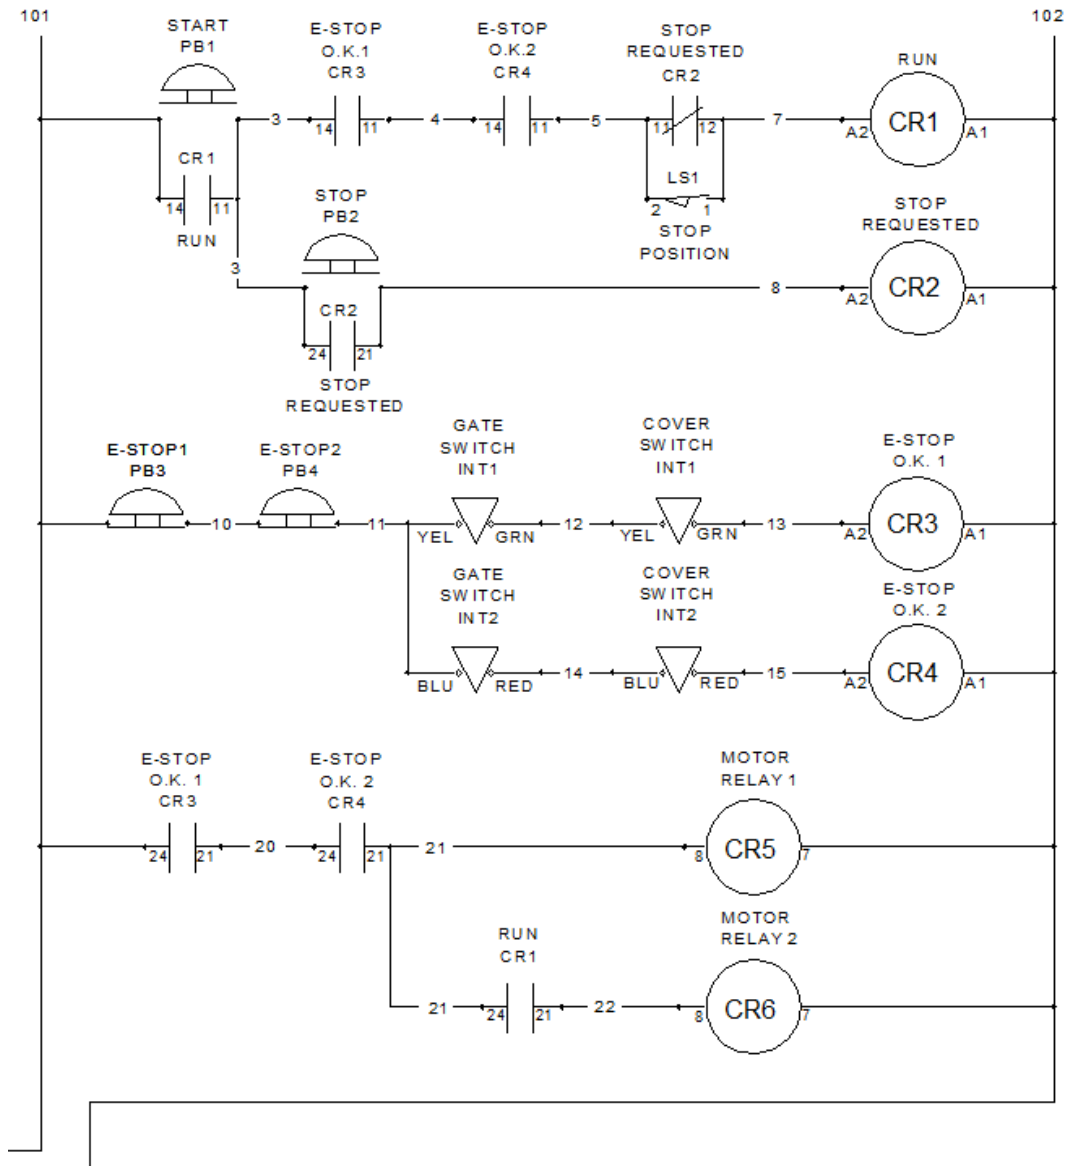 101
102
START
PB1
E-STOP
O.K.1
CR3
E-STOP
O.K.2
CR4
STOP
REQUESTED
CR2
RUN
3
14
11
4
14
11
5
11
12
7
A2
CR1
A1
CR1
14
11
RUN
LS1
2
1
STOP
POSITION
STOP
PB2
STOP
REQUESTED
3
8
A2
CR2
A1
CR2
24
21
STOP
REQUESTED
E-STOP1
PB3
E-STOP2
PB4
GATE
SWITCH
INT1
COVER
SWITCH
INT1
E-STOP
O.K. 1
10
11
YEL
GRN
12
YEL
GRN
13
A2
CR3
A1
GATE
SWITCH
INT2
COVER
SWITCH
INT2
E-STOP
O.K. 2
BLU
RED
14
BLU
RED
15
A2
CR4
A1
E-STOP
O.K. 1
CR3
E-STOP
O.K. 2
CR4
MOTOR
RELAY 1
24
21
20
24
21
21
8
CR5
7
RUN
CR1
MOTOR
RELAY 2
21
24
21
22
8
CR6
7